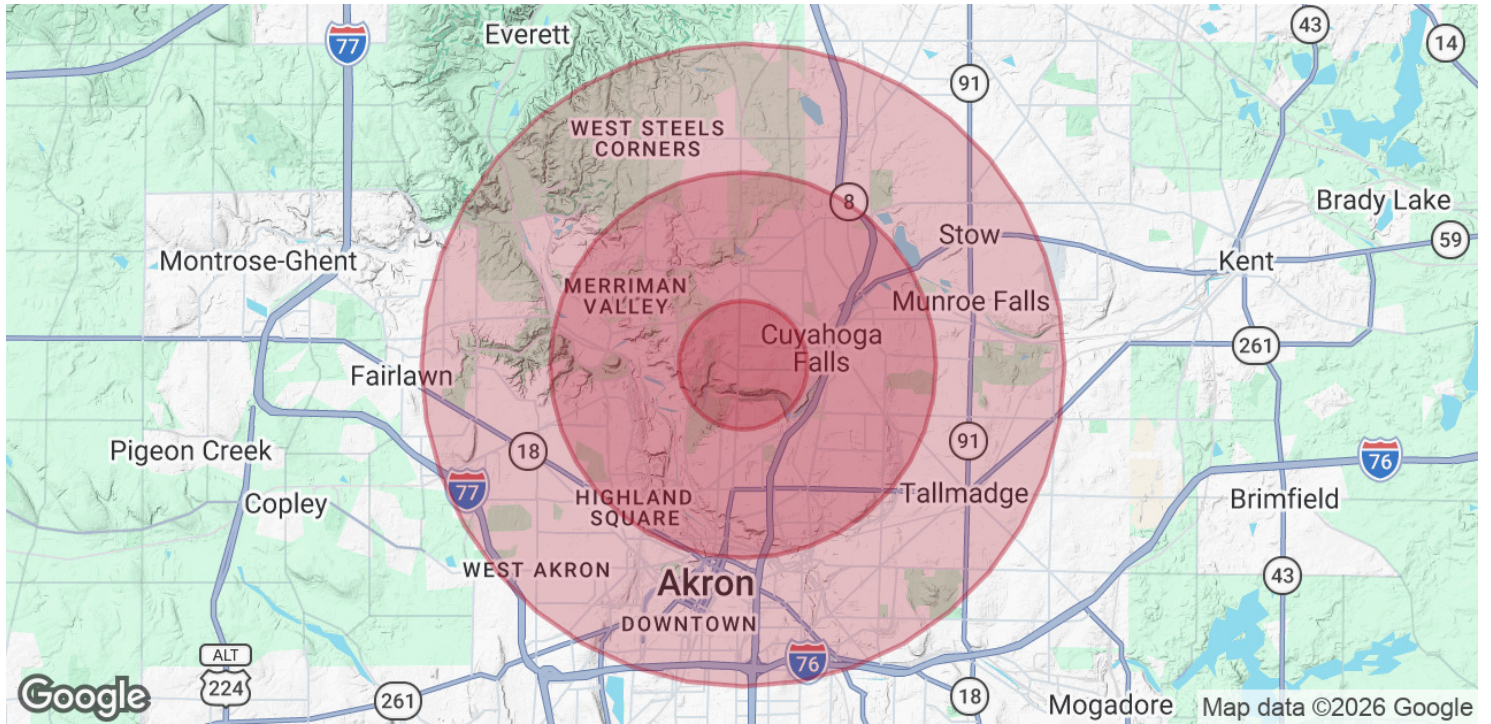 Everett
77
43
14
91
WEST STEELS
CORNERS
8
Brady Lake
Stow
59
Montrose-Ghent
Kent
MERRIMAN
VALLEY
Munroe Falls
Cuyahoga
Falls
261
Fairlawn
18
91
Pigeon Creek
76
77
HIGHLAND
SQUARE
Tallmadge
Brimfield
Copley
WEST AKRON
Akron
43
DOWNTOWN
ALT
224
76
261
18
Mogadore
Google
Map data ©2026 Google